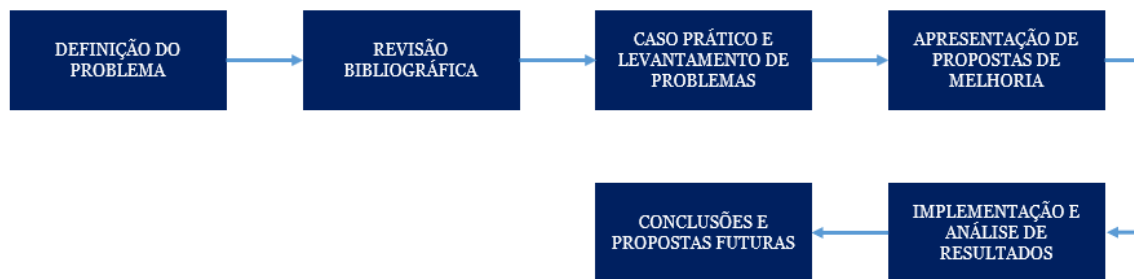 DEFINIÇÃO DO
PROBLEMA
REVISÃO
BIBLIOGRÁFICA
CASO PRÁTICO E
LEVANTAMENTO DE
PROBLEMAS
APRESENTAÇÃO DE
PROPOSTAS DE
MELHORIA
IMPLEMENTAÇÃO E
ANÁLISE DE
RESULTADOS
CONCLUSÕES E
PROPOSTAS FUTURAS